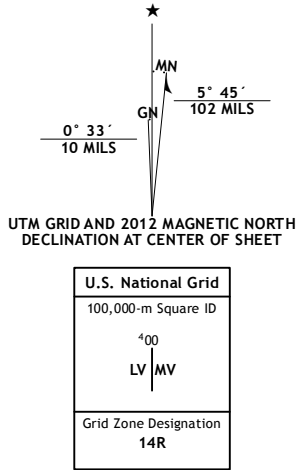 ★
MN
5° 45´
102 MILS
GN
0° 33´
10 MILS
UTM GRID AND 2012 MAGNETIC NORTH
DECLINATION AT CENTER OF SHEET
U.S. National Grid
100,000-m Square ID
⁴00
LV MV
Grid Zone Designation
14R